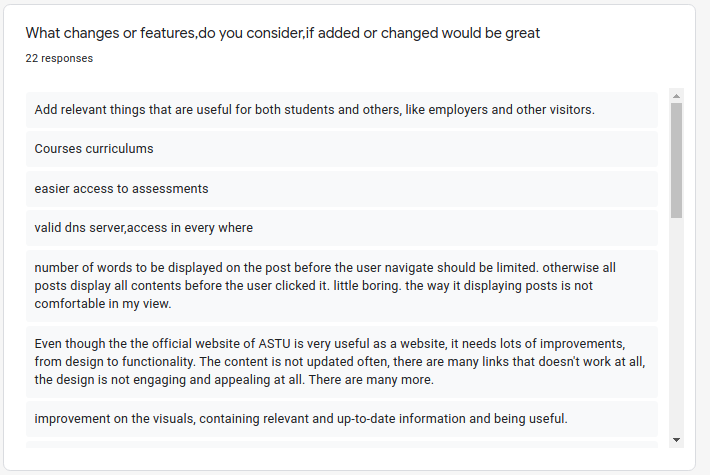 What changes or features,do you consider,if added or changed would be great
22 responses
Add relevant things that are useful for both students and others, like employers and other visitors.
Courses curriculums
easier access to assessments
valid dns server,access in every where
number of words to be displayed on the post before the user navigate should be limited. otherwise all
posts display all contents before the user clicked it. little boring. the way it displaying posts is not
comfortable in my view.
Even though the the official website of ASTU is very useful as a website, it needs lots of improvements,
from design to functionality. The content is not updated often, there are many links that doesn't work at all,
the design is not engaging and appealing at all. There are many more.
improvement on the visuals, containing relevant and up-to-date information and being useful.